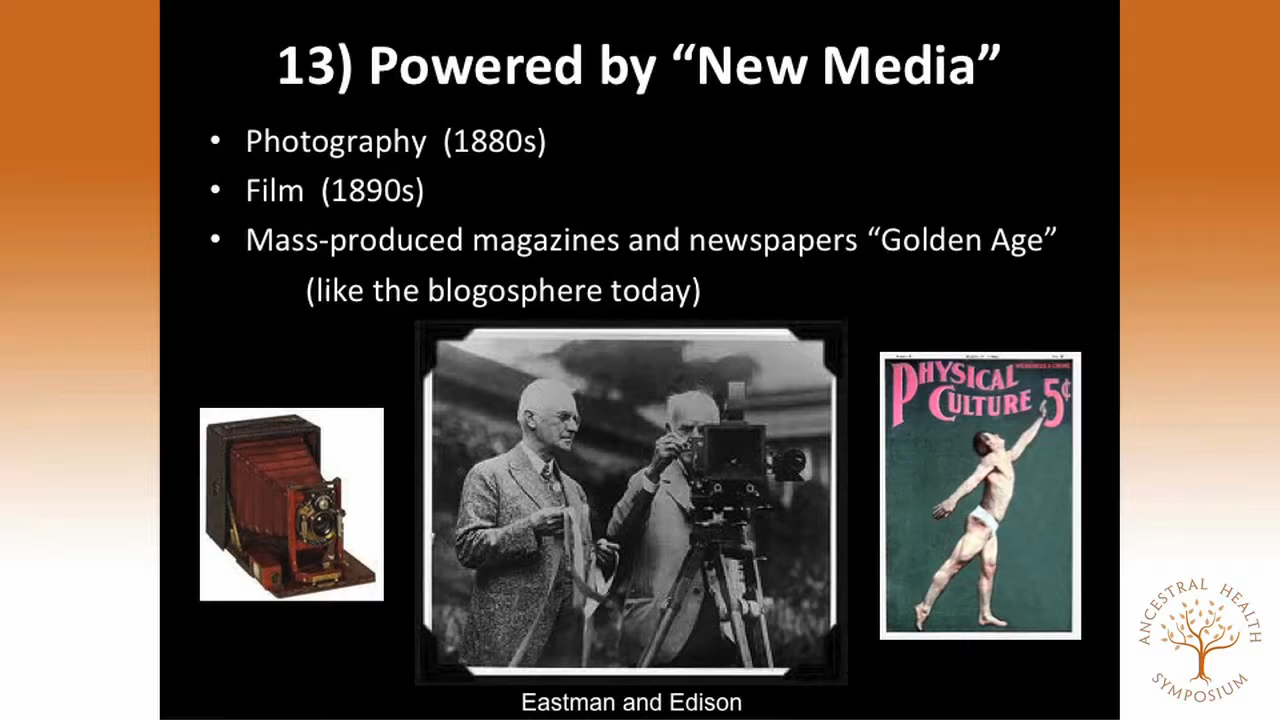 13) Powered by “New Media”
• Photography (1880s)
• Film (1890s)
• Mass-produced magazines and newspapers “Golden Age”
(like the blogosphere today)
PHYSICAL
CULTURE 5¢
Eastman and Edison
ANCESTRAL HEALTH
SYMPOSIUM